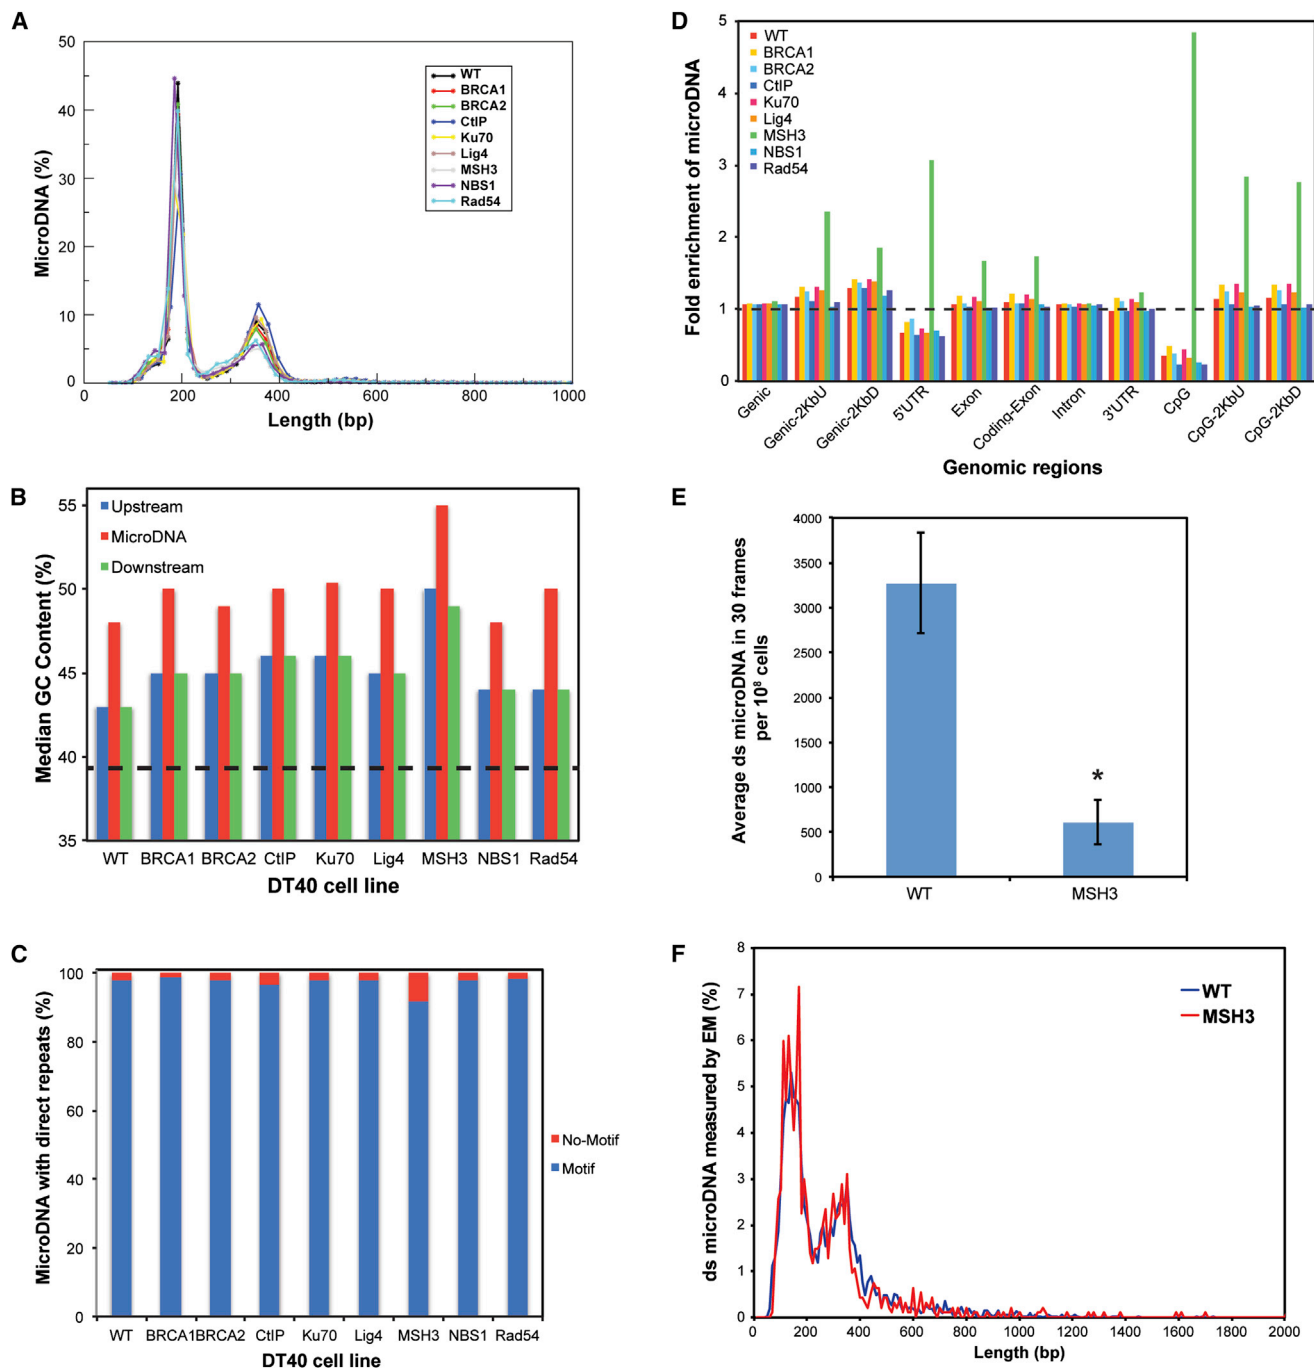 A
MicroDNA (%)
50
40
30
20
10
0
0 200 400 600 800 1000
Length (bp)
WT
BRCA1
BRCA2
CtIP
Ku70
Lig4
MSH3
NBS1
Rad54
D
Fold enrichment of microDNA
5
4
3
2
1
0
WT
BRCA1
BRCA2
CtIP
Ku70
Lig4
MSH3
NBS1
Rad54
Genic Genic-2KbU Genic-2KbD 5'UTR Exon Coding-Exon Intron 3'UTR CpG CpG-2KbU CpG-2KbD
Genomic regions
B
Median GC Content (%)
55
50
45
40
35
Upstream
MicroDNA
Downstream
WT BRCA1 BRCA2 CtIP Ku70 Lig4 MSH3 NBS1 Rad54
DT40 cell line
E
Average ds microDNA in 30 frames
per 10⁸ cells
4000
3500
3000
2500
2000
1500
1000
500
0
*
WT MSH3
C
MicroDNA with direct repeats (%)
100
80
60
40
20
0
No-Motif
Motif
WT BRCA1 BRCA2 CtIP Ku70 Lig4 MSH3 NBS1 Rad54
DT40 cell line
F
ds microDNA measured by EM (%)
8
7
6
5
4
3
2
1
0
WT
MSH3
0 200 400 600 800 1000 1200 1400 1600 1800 2000
Length (bp)